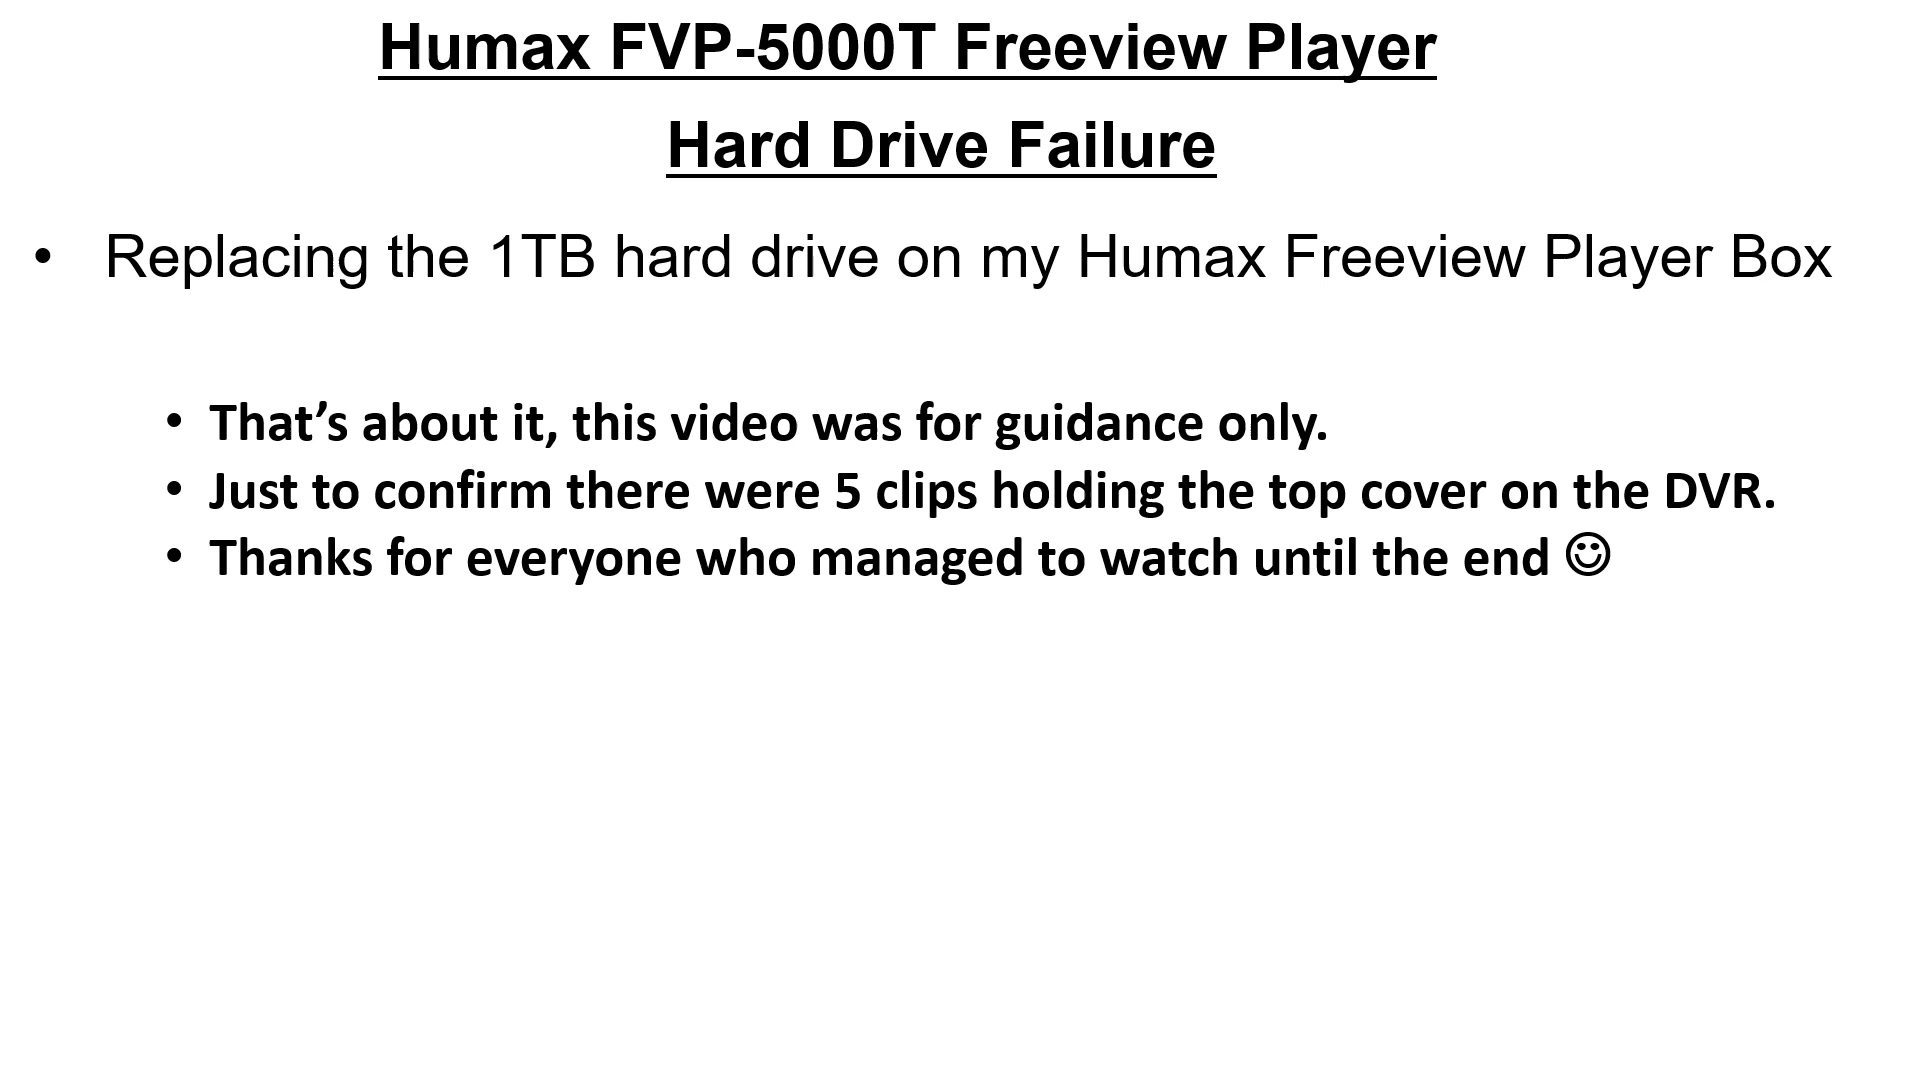 Humax FVP-5000T Freeview Player
Hard Drive Failure
• Replacing the 1TB hard drive on my Humax Freeview Player Box
• That’s about it, this video was for guidance only.
• Just to confirm there were 5 clips holding the top cover on the DVR.
• Thanks for everyone who managed to watch until the end ☺